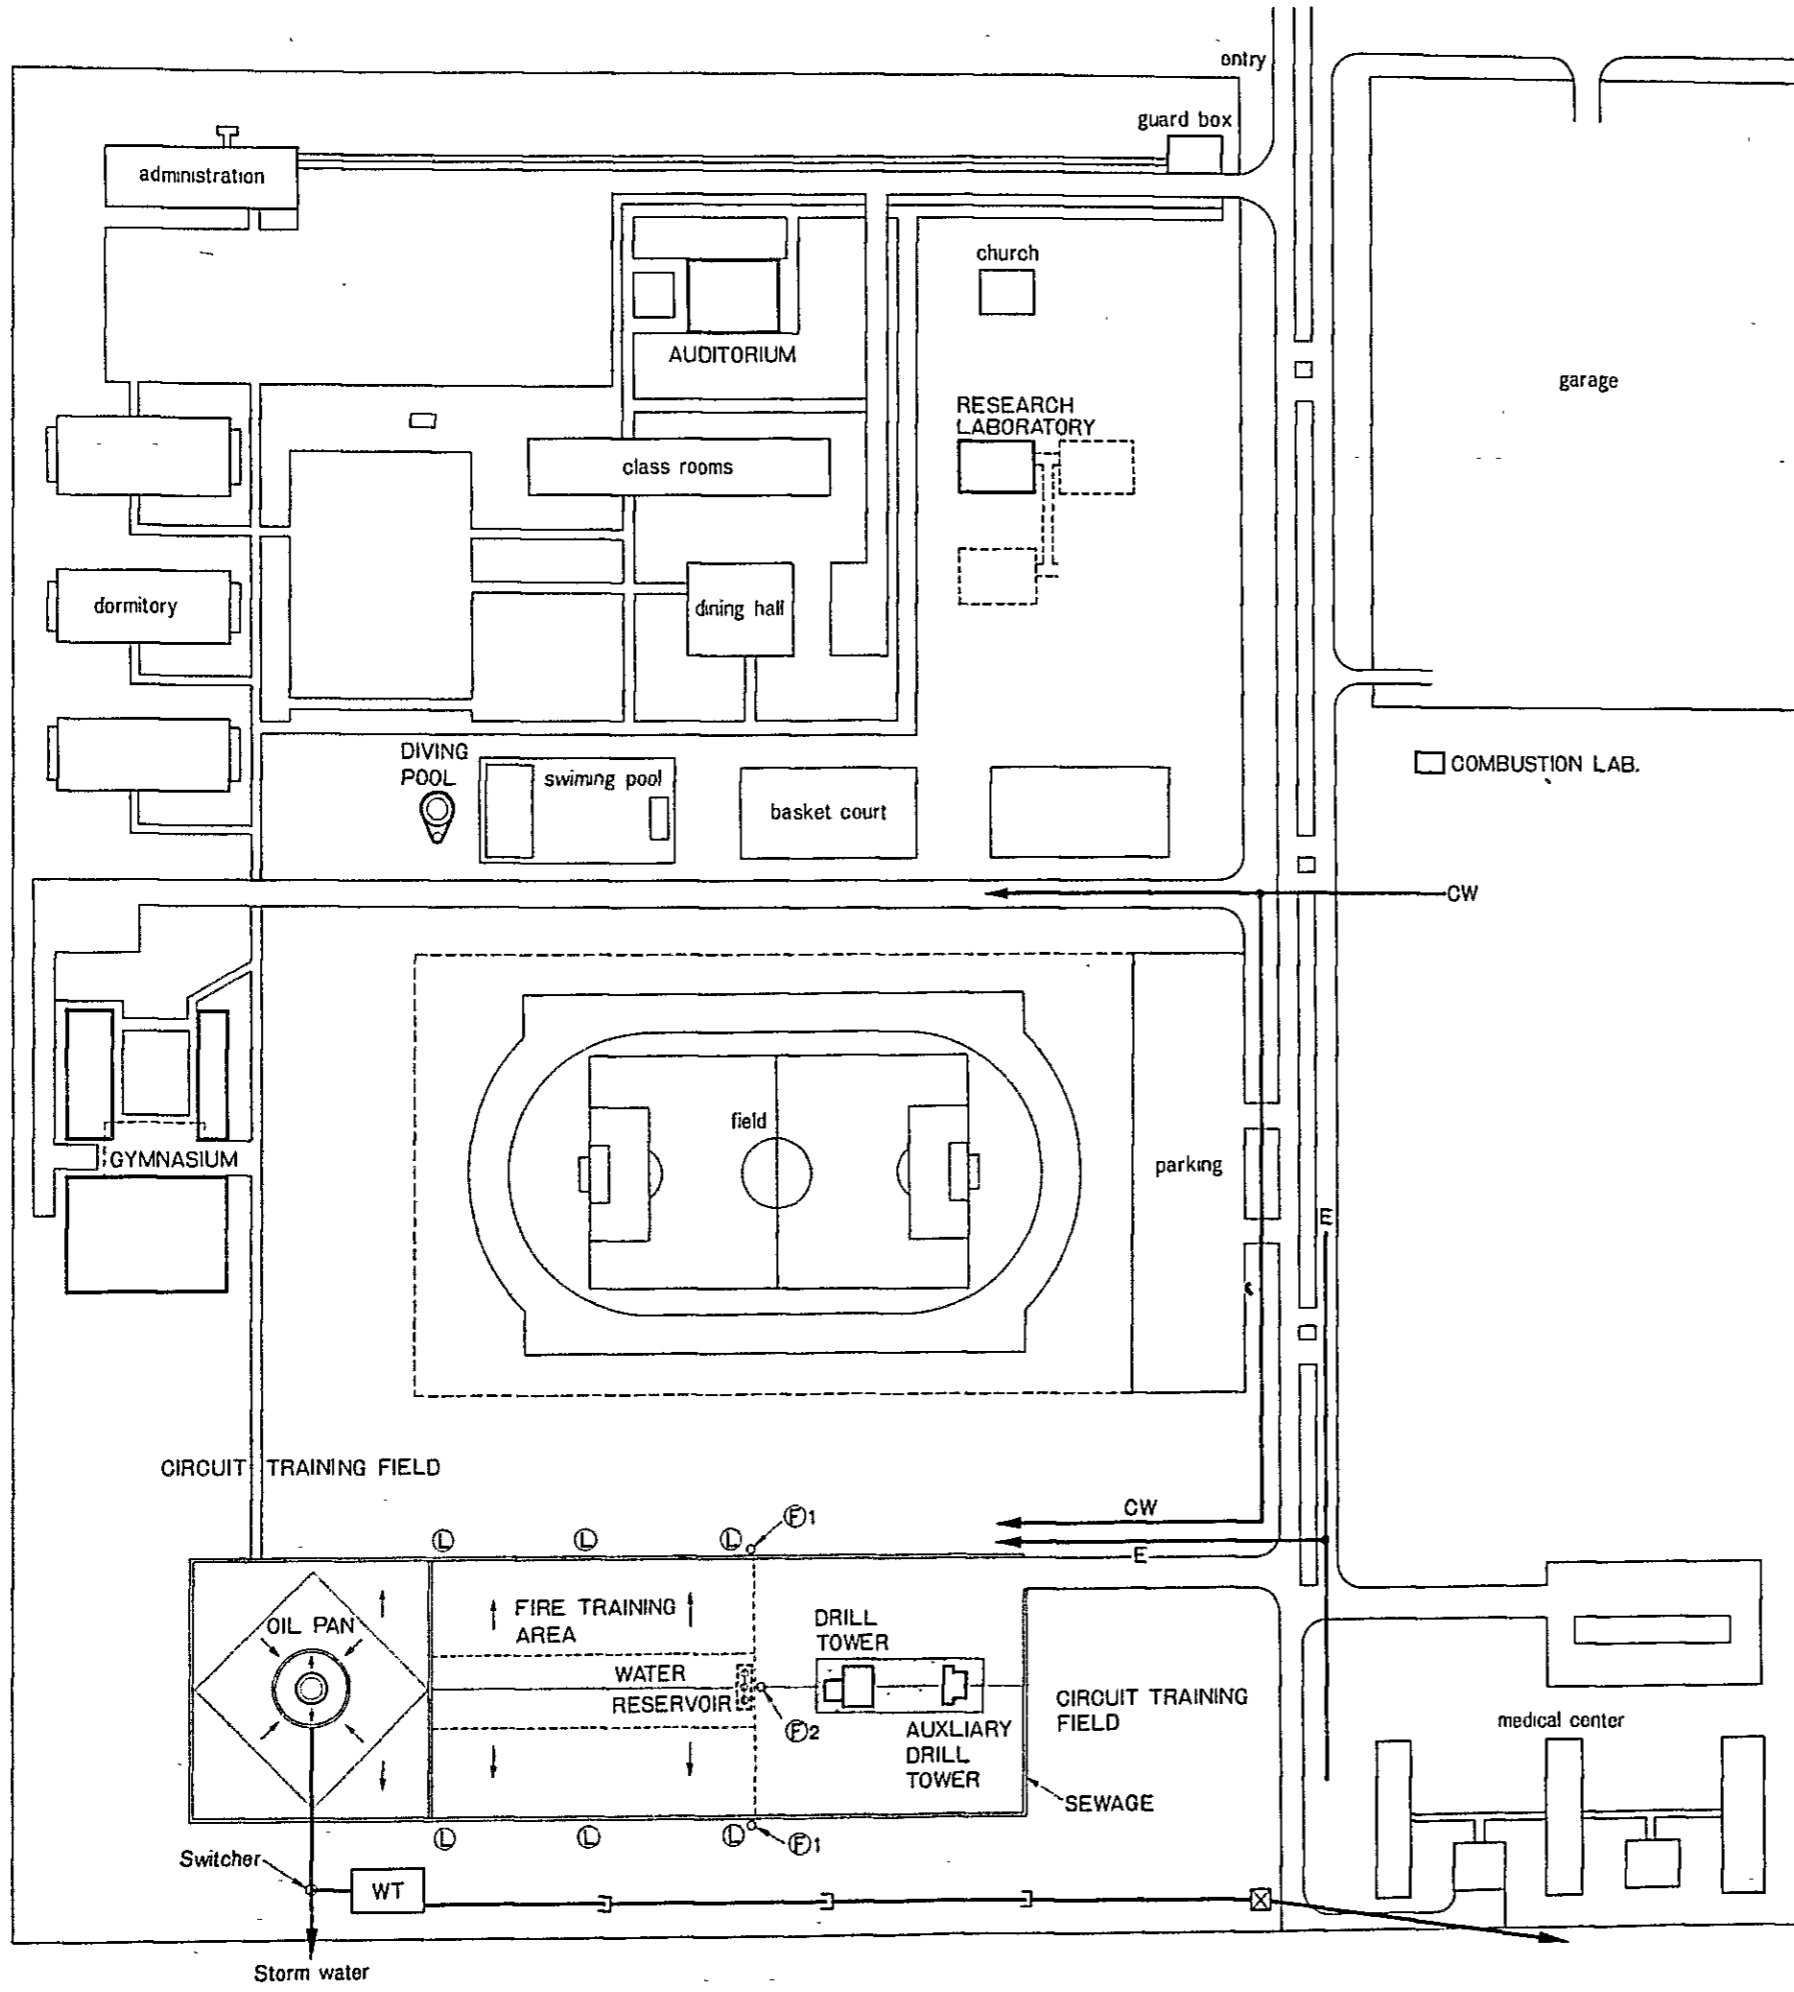 entry
guard box
administration
church
AUDITORIUM
garage
RESEARCH
LABORATORY
class rooms
dormitory
dining hall
DIVING
POOL
swiming pool
basket court
COMBUSTION LAB.
CW
field
parking
GYMNASIUM
E
CIRCUIT TRAINING FIELD
CW
E
L
L
L
F1
OIL PAN
FIRE TRAINING
AREA
DRILL
TOWER
WATER
RESERVOIR
F2
AUXLIARY
DRILL
TOWER
CIRCUIT TRAINING
FIELD
medical center
SEWAGE
L
L
L
F1
Switcher
WT
Storm water